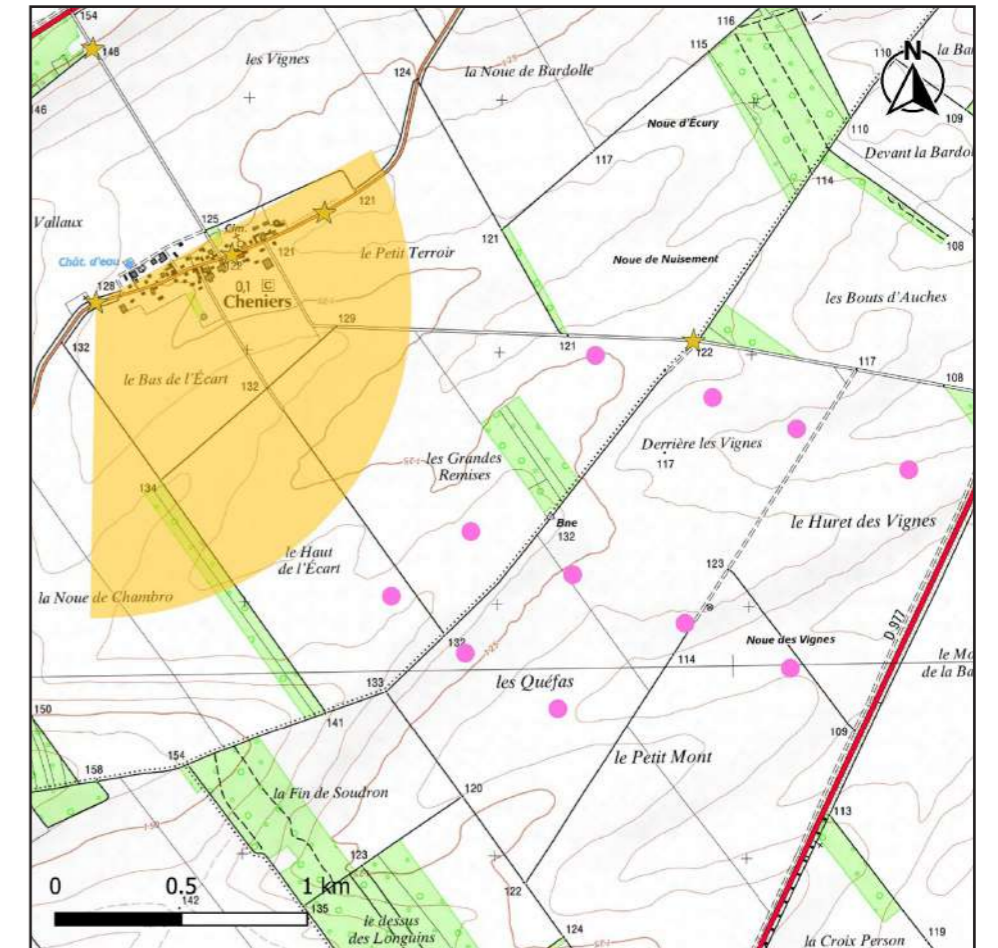 154
148
les Vignes
124
la Noue de Bardolle
116
115
110
N
146
Noue d'Écury
117
110
109
Devant la Bardo
114
Vallaux
125
Cim.
121
121
Chât. d'eau
122
121
le Petit Terroir
Noue de Nuisement
108
128
0,1 C
Cheniers
les Bouts d'Auches
129
132
121
122
117
108
le Bas de l'Écart
132
Derrière les Vignes
117
les Grandes
Remises
134
Bne
132
le Huret des Vignes
le Haut
de l'Écart
123
la Noue de Chambro
D 917
132
Noue des Vignes
114
le Mo
de la Ba
133
les Quéfas
150
141
109
154
le Petit Mont
158
la Fin de Soudron
120
113
123
0 0.5 1 km
142
135
122
119
le dessus
des Longuins
124
la Croix Person